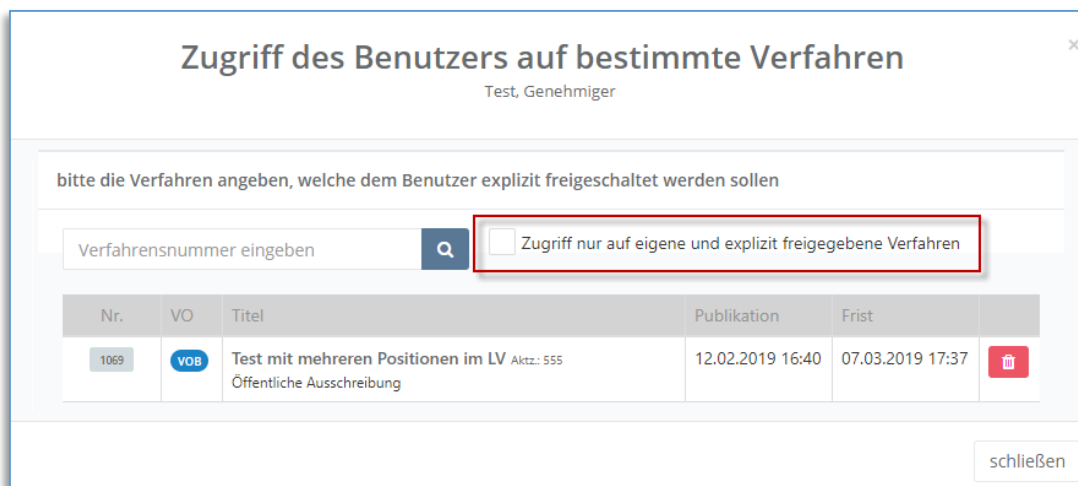 Zugriff des Benutzers auf bestimmte Verfahren
×
Test, Genehmiger
bitte die Verfahren angeben, welche dem Benutzer explizit freigeschaltet werden sollen
Verfahrensnummer eingeben
Zugriff nur auf eigene und explizit freigegebene Verfahren
Nr. VO Titel Publikation Frist
1069 VOB Test mit mehreren Positionen im LV Aktz.: 555 12.02.2019 16:40 07.03.2019 17:37
Öffentliche Ausschreibung
schließen